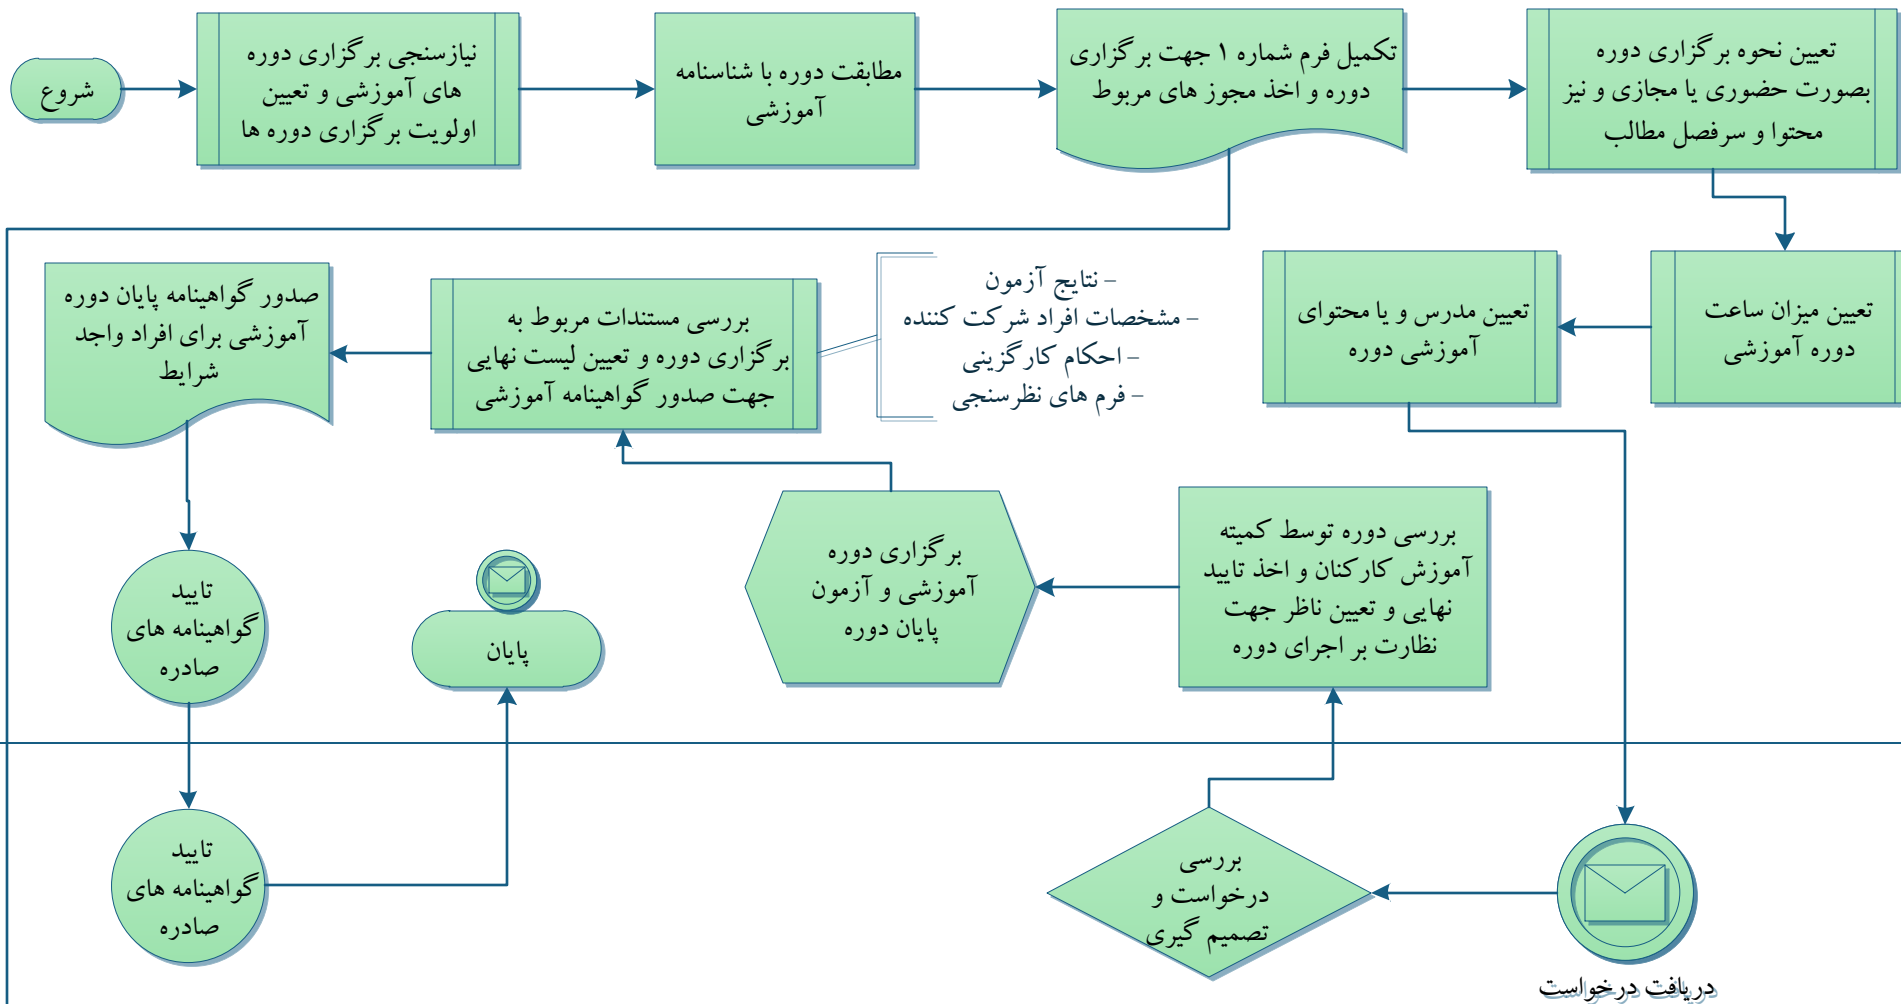 شروع
نیازسنجی برگزاری دوره
های آموزشی و تعیین
اولویت برگزاری دوره ها
مطابقت دوره با شناسنامه
آموزشی
تکمیل فرم شماره ۱ جهت برگزاری
دوره و اخذ مجوز های مربوط
تعیین نحوه برگزاری دوره
بصورت حضوری یا مجازی و نیز
محتوا و سرفصل مطالب
تعیین میزان ساعت
دوره آموزشی
تعیین مدرس و یا محتوای
آموزشی دوره
دریافت درخواست
بررسی
درخواست و
تصمیم گیری
بررسی دوره توسط کمیته
آموزش کارکنان و اخذ تایید
نهایی و تعیین ناظر جهت
نظارت بر اجرای دوره
برگزاری دوره
آموزشی و آزمون
پایان دوره
بررسی مستندات مربوط به
برگزاری دوره و تعیین لیست نهایی
جهت صدور گواهینامه آموزشی
– نتایج آزمون
– مشخصات افراد شرکت کننده
– احکام کارگزینی
– فرم های نظرسنجی
صدور گواهینامه پایان دوره
آموزشی برای افراد واجد
شرایط
تایید
گواهینامه های
صادره
تایید
گواهینامه های
صادره
پایان